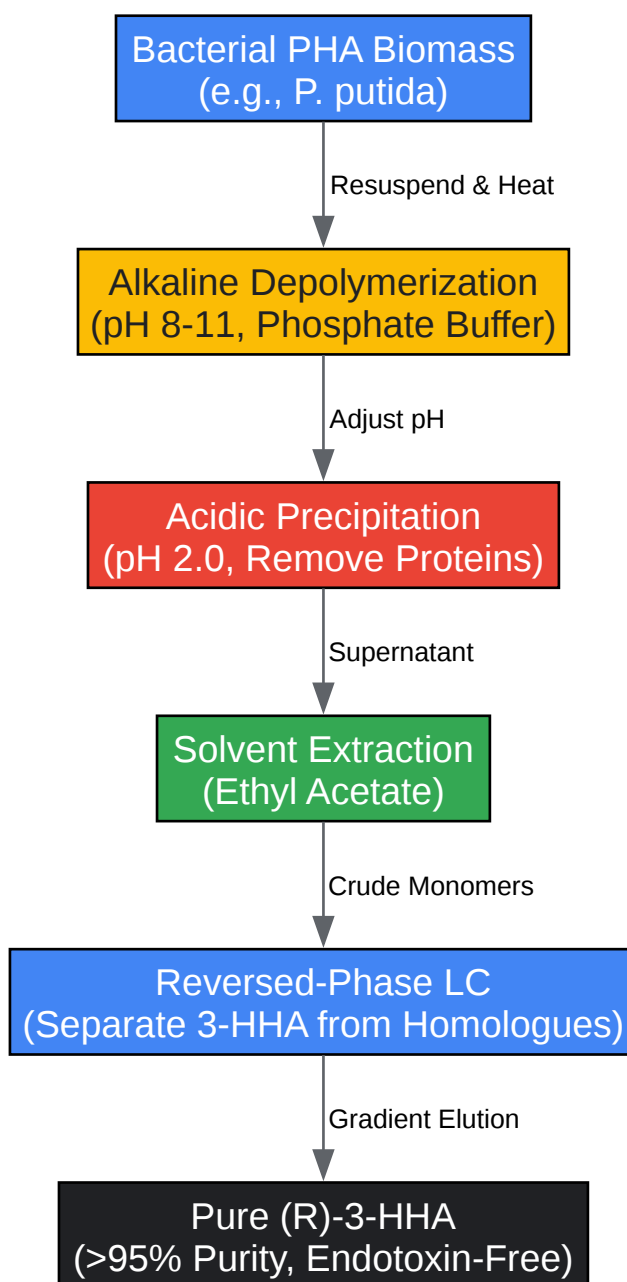 Bacterial PHA Biomass
(e.g., P. putida)
Resuspend & Heat
Alkaline Depolymerization
(pH 8-11, Phosphate Buffer)
Adjust pH
Acidic Precipitation
(pH 2.0, Remove Proteins)
Supernatant
Solvent Extraction
(Ethyl Acetate)
Crude Monomers
Reversed-Phase LC
(Separate 3-HHA from Homologues)
Gradient Elution
Pure (R)-3-HHA
(>95% Purity, Endotoxin-Free)